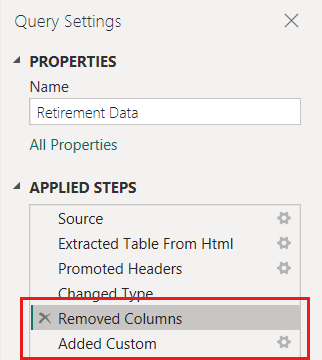 Query Settings
PROPERTIES
Name
Retirement Data
All Properties
APPLIED STEPS
Source
Extracted Table From Html
Promoted Headers
Changed Type
Removed Columns
Added Custom